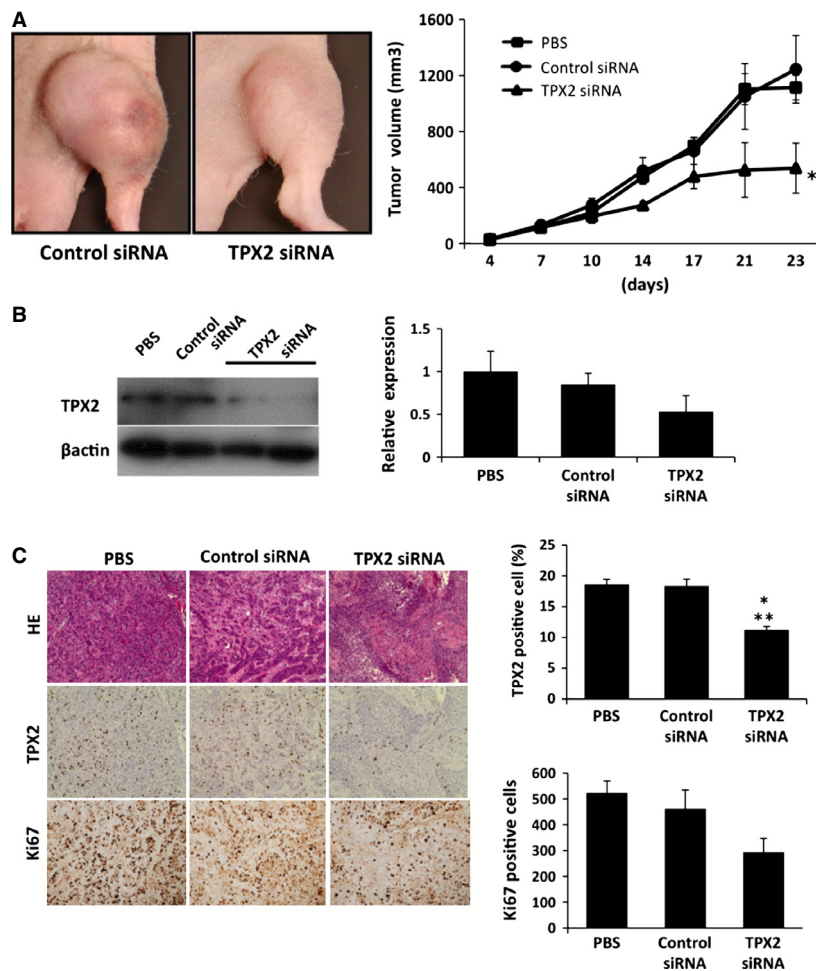 A
Control siRNA
TPX2 siRNA
Tumor volume (mm3)
1600
1200
800
400
0
PBS
Control siRNA
TPX2 siRNA
*
4 7 10 14 17 21 23
(days)
B
PBS
Control
siRNA
TPX2
siRNA
TPX2
βactin
Relative expression
1.5
1
0.5
0
PBS
Control
siRNA
TPX2
siRNA
C
PBS
Control siRNA
TPX2 siRNA
HE
TPX2
Ki67
TPX2 positive cell (%)
25
20
15
10
5
0
*
**
PBS
Control
siRNA
TPX2
siRNA
Ki67 positive cells
600
500
400
300
200
100
0
PBS
Control
siRNA
TPX2
siRNA